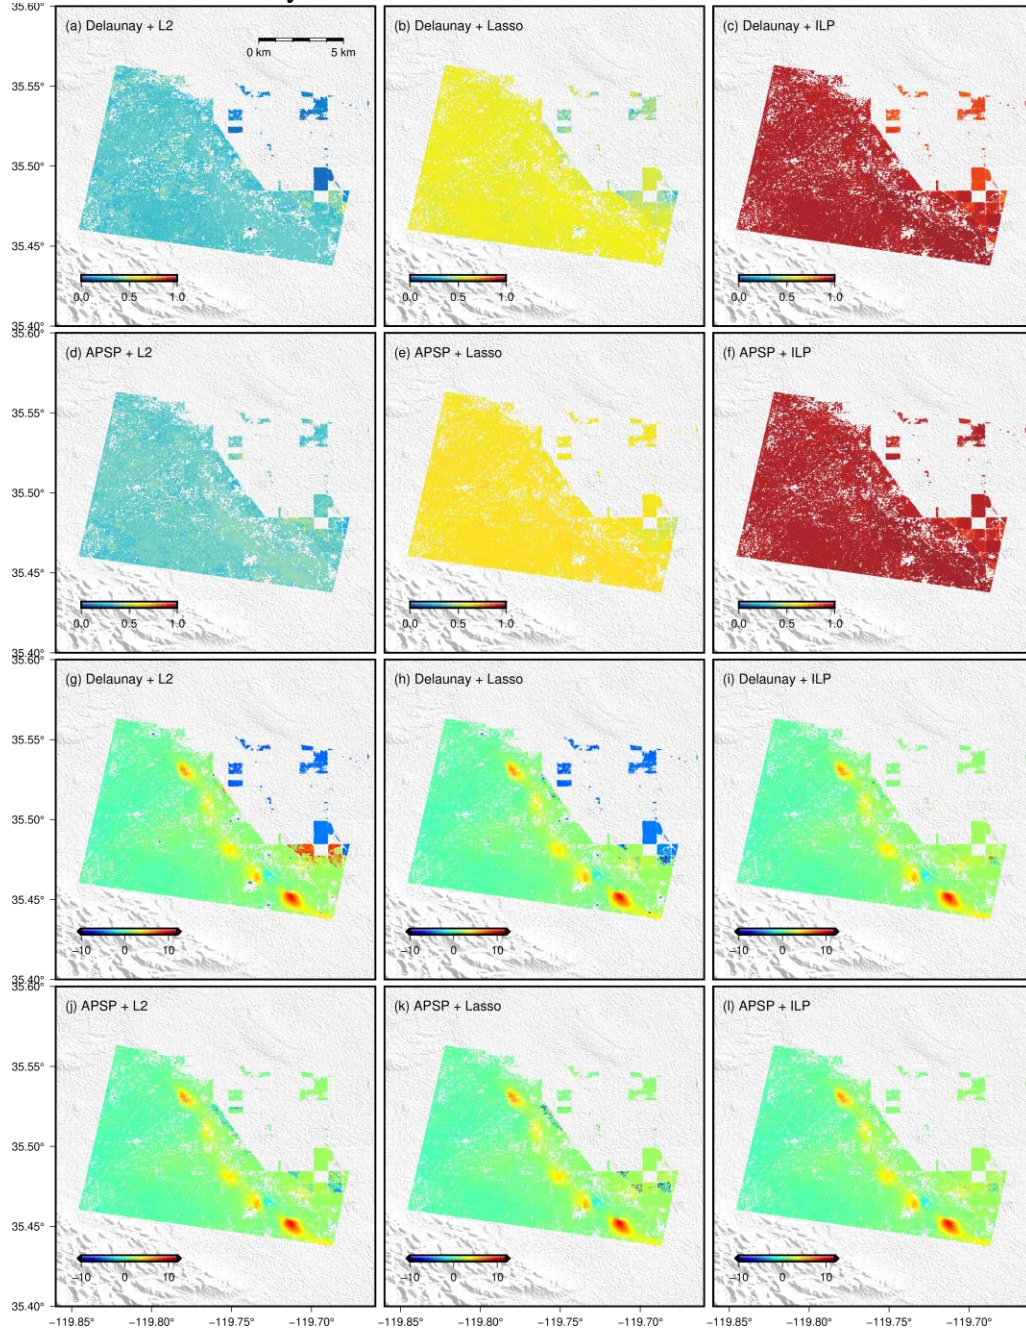 35.60°
(a) Delaunay + L2
(b) Delaunay + Lasso
(c) Delaunay + ILP
0 km 5 km
35.55°
35.50°
35.45°
0.0 0.5 1.0
0.0 0.5 1.0
0.0 0.5 1.0
35.40°
35.60°
(d) APSP + L2
(e) APSP + Lasso
(f) APSP + ILP
35.55°
35.50°
35.45°
0.0 0.5 1.0
0.0 0.5 1.0
0.0 0.5 1.0
35.40°
35.60°
(g) Delaunay + L2
(h) Delaunay + Lasso
(i) Delaunay + ILP
35.55°
35.50°
35.45°
−10 0 10
−10 0 10
−10 0 10
35.40°
35.60°
(j) APSP + L2
(k) APSP + Lasso
(l) APSP + ILP
35.55°
35.50°
35.45°
−10 0 10
−10 0 10
−10 0 10
35.40°
−119.85° −119.80° −119.75° −119.70° −119.85° −119.80° −119.75° −119.70° −119.85° −119.80° −119.75° −119.70°